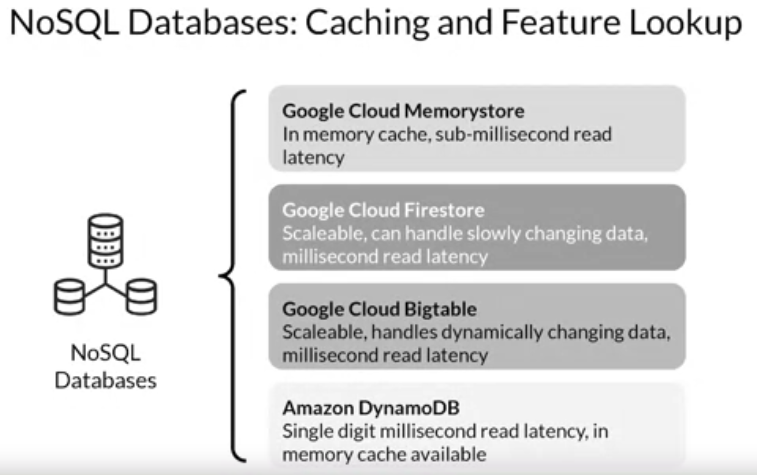 NoSQL Databases: Caching and Feature Lookup
Google Cloud Memorystore
In memory cache, sub-millisecond read
latency
Google Cloud Firestore
Scaleable, can handle slowly changing data,
millisecond read latency
Google Cloud Bigtable
Scaleable, handles dynamically changing data,
millisecond read latency
Amazon DynamoDB
Single digit millisecond read latency, in
memory cache available
NoSQL
Databases